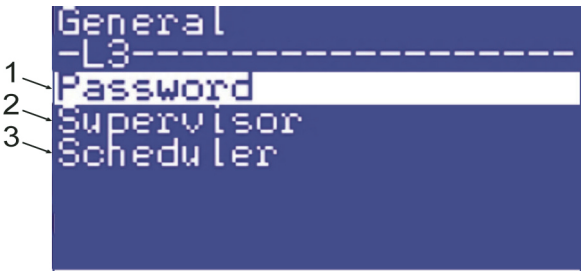 General
-L3------------------
1 Password
2 Supervisor
3 Scheduler